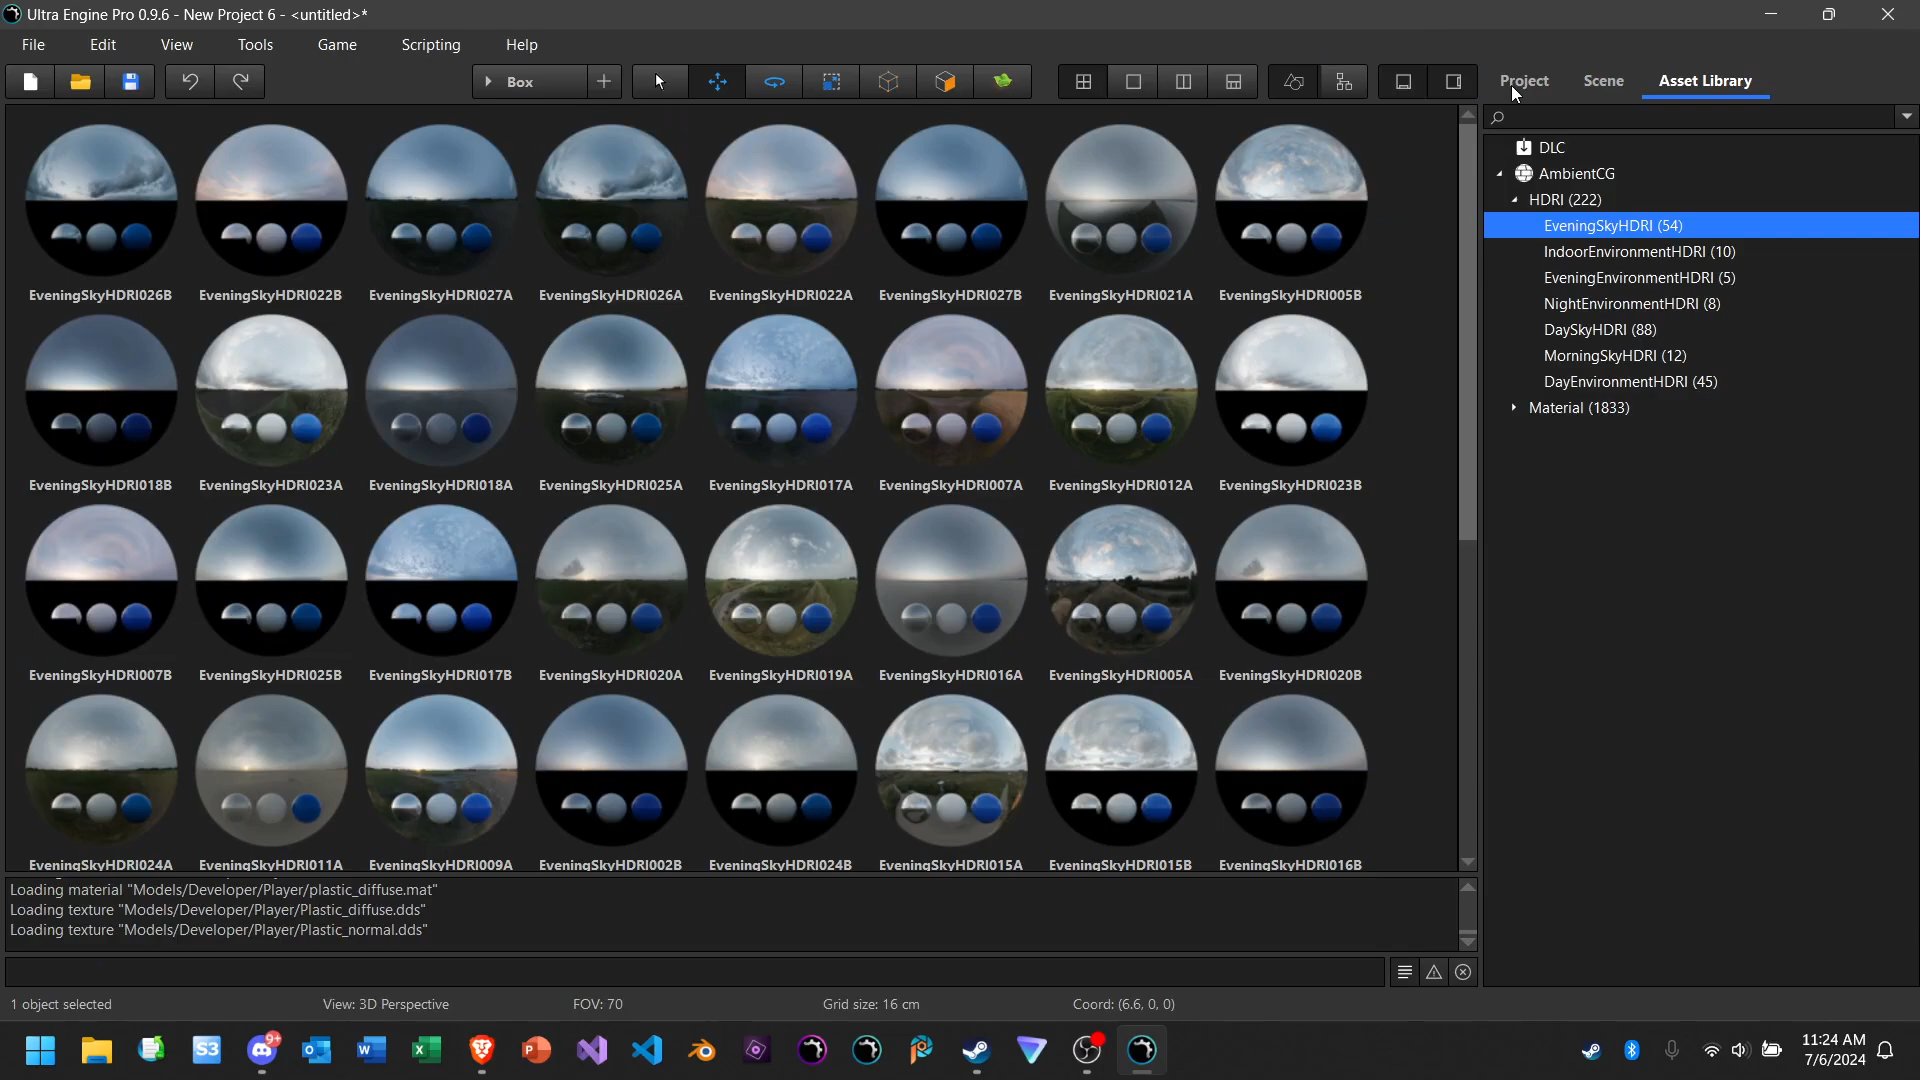 Ultra Engine Pro 0.9.6 - New Project 6 - <untitled>*
File Edit View Tools Game Scripting Help
Box
Project Scene Asset Library
EveningSkyHDRI026B EveningSkyHDRI022B EveningSkyHDRI027A EveningSkyHDRI026A EveningSkyHDRI022A EveningSkyHDRI027B EveningSkyHDRI021A EveningSkyHDRI005B
EveningSkyHDRI018B EveningSkyHDRI023A EveningSkyHDRI018A EveningSkyHDRI025A EveningSkyHDRI017A EveningSkyHDRI007A EveningSkyHDRI012A EveningSkyHDRI023B
EveningSkyHDRI007B EveningSkyHDRI025B EveningSkyHDRI017B EveningSkyHDRI020A EveningSkyHDRI019A EveningSkyHDRI016A EveningSkyHDRI005A EveningSkyHDRI020B
EveningSkyHDRI024A EveningSkyHDRI011A EveningSkyHDRI009A EveningSkyHDRI002B EveningSkyHDRI024B EveningSkyHDRI015A EveningSkyHDRI015B EveningSkyHDRI016B
DLC
AmbientCG
HDRI (222)
EveningSkyHDRI (54)
IndoorEnvironmentHDRI (10)
EveningEnvironmentHDRI (5)
NightEnvironmentHDRI (8)
DaySkyHDRI (88)
MorningSkyHDRI (12)
DayEnvironmentHDRI (45)
Material (1833)
Loading material "Models/Developer/Player/plastic_diffuse.mat"
Loading texture "Models/Developer/Player/Plastic_diffuse.dds"
Loading texture "Models/Developer/Player/Plastic_normal.dds"
1 object selected View: 3D Perspective FOV: 70 Grid size: 16 cm Coord: (6.6, 0, 0)
S3
9+
11:24 AM
7/6/2024